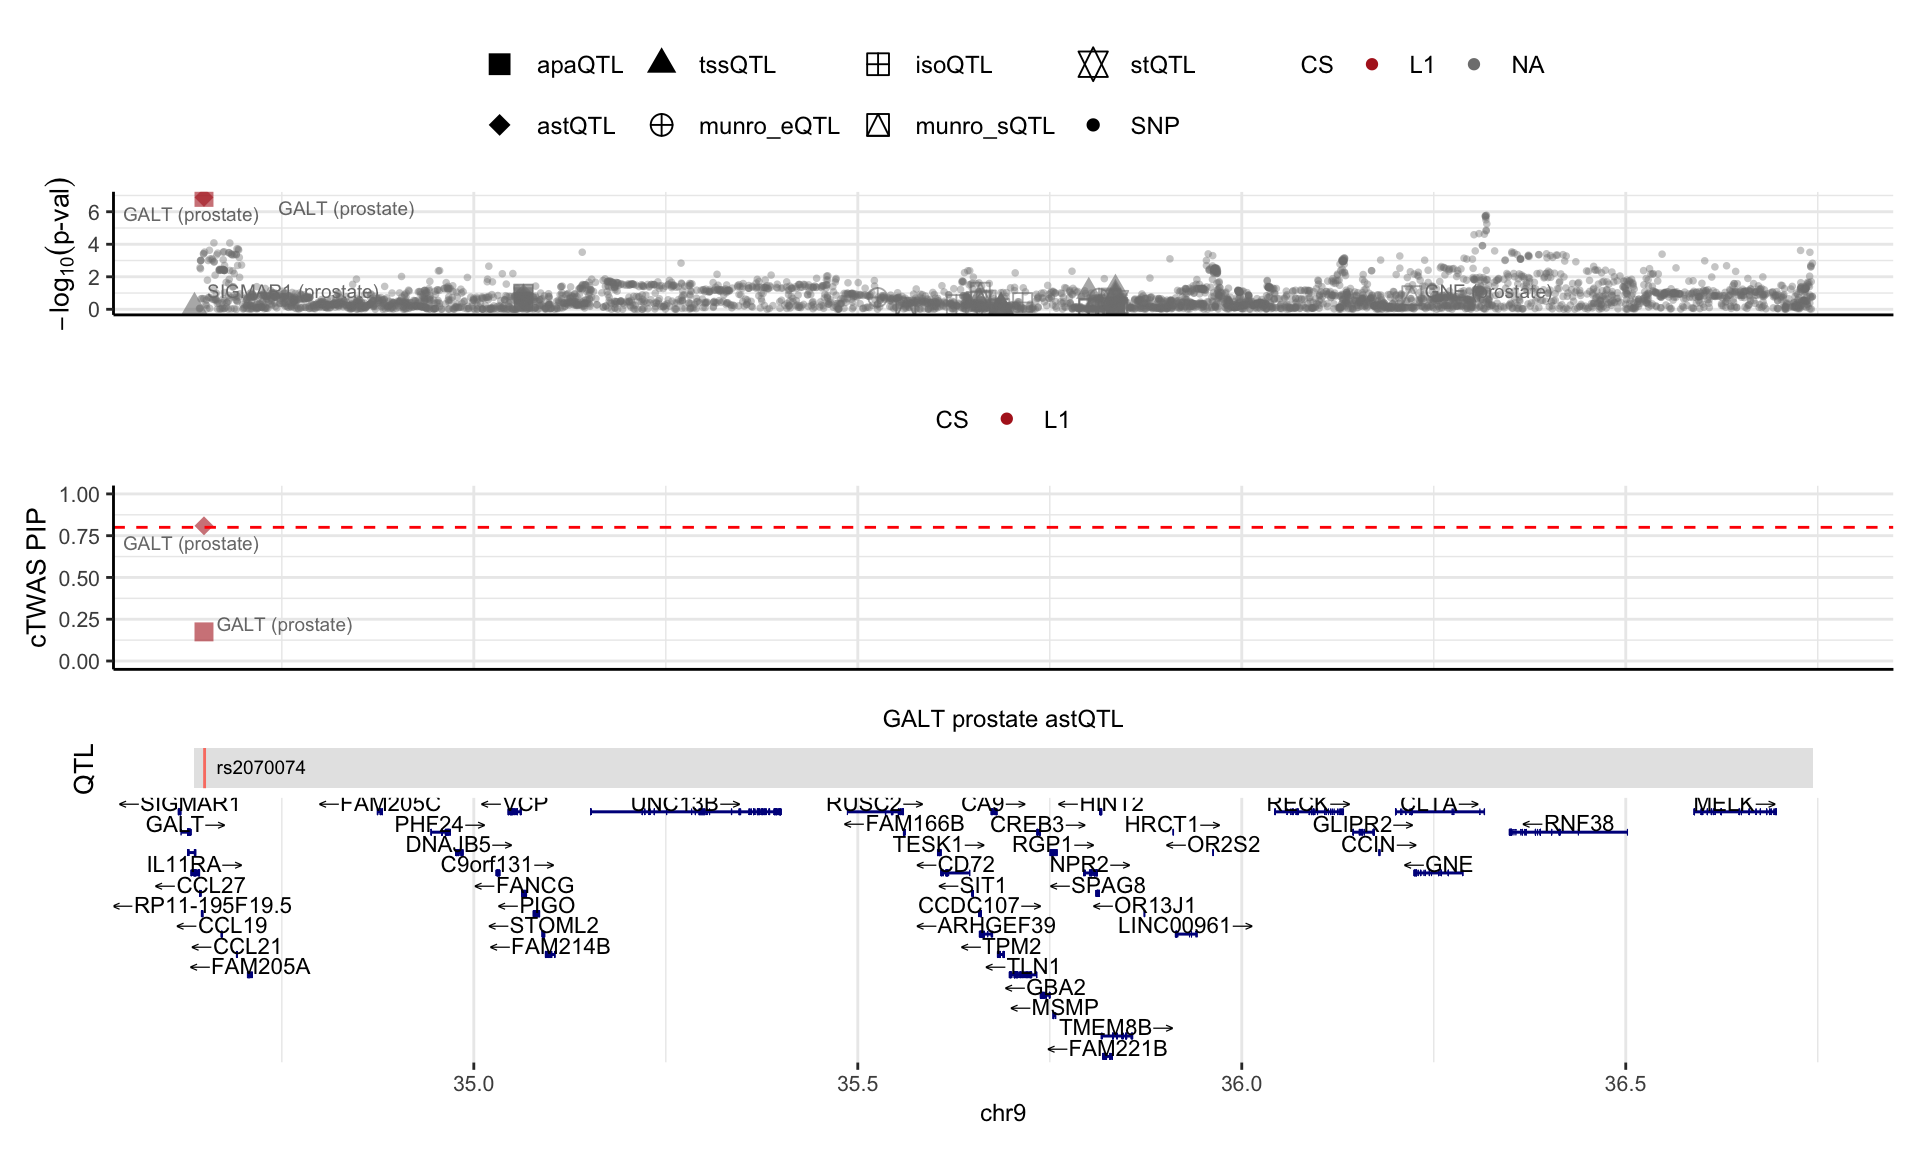 apaQTL tssQTL isoQTL stQTL CS L1 NA
astQTL munro_eQTL munro_sQTL SNP
−log10(p-val)
6
4
2
0
GALT (prostate)
GALT (prostate)
SIGMAR1 (prostate)
GNE (prostate)
CS L1
cTWAS PIP
1.00
0.75
0.50
0.25
0.00
GALT (prostate)
GALT (prostate)
GALT prostate astQTL
QTL
rs2070074
←SIGMAR1 ←FAM205C ←VCP UNC13B→ RUSC2→ CA9→ ←HINT2 RECK→ CLTA→ MELK→
GALT→ PHF24→ ←FAM166B CREB3→ HRCT1→ GLIPR2→ ←RNF38
DNAJB5→ TESK1→ RGP1→ ←OR2S2 CCIN→
IL11RA→ C9orf131→ ←CD72 NPR2→ ←GNE
←CCL27 ←FANCG ←SIT1 ←SPAG8
←RP11-195F19.5 ←PIGO CCDC107→ ←OR13J1
←CCL19 ←STOML2 ←ARHGEF39 LINC00961→
←CCL21 ←FAM214B ←TPM2
←FAM205A ←TLN1
←GBA2
←MSMP
TMEM8B→
←FAM221B
35.0 35.5 36.0 36.5
chr9